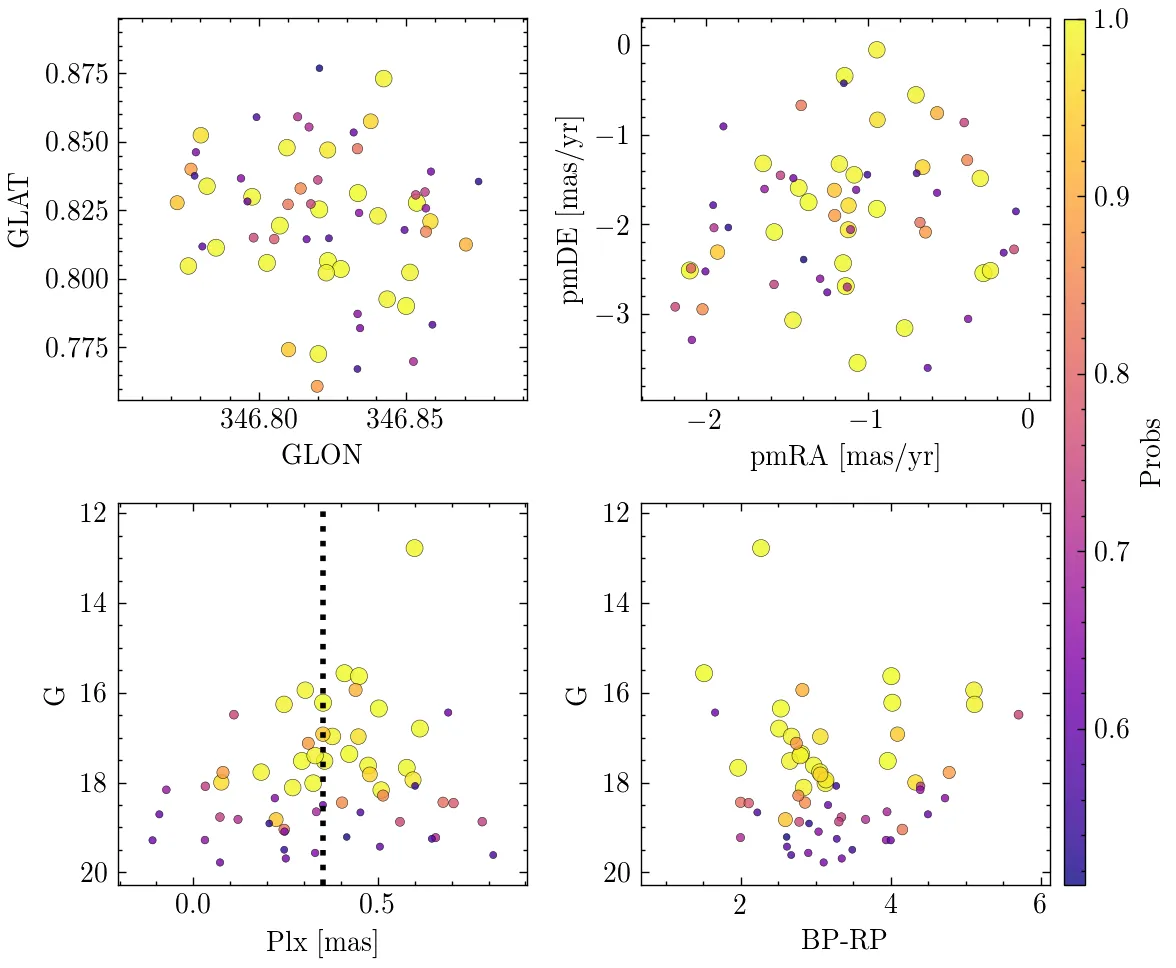 0.875
0.850
0.825
0.800
0.775
GLAT
346.80 346.85
GLON
0
−1
−2
−3
pmDE [mas/yr]
−2 −1 0
pmRA [mas/yr]
12
14
16
18
20
G
0.0 0.5
Plx [mas]
12
14
16
18
20
G
2 4 6
BP-RP
1.0
0.9
0.8
0.7
0.6
Probs